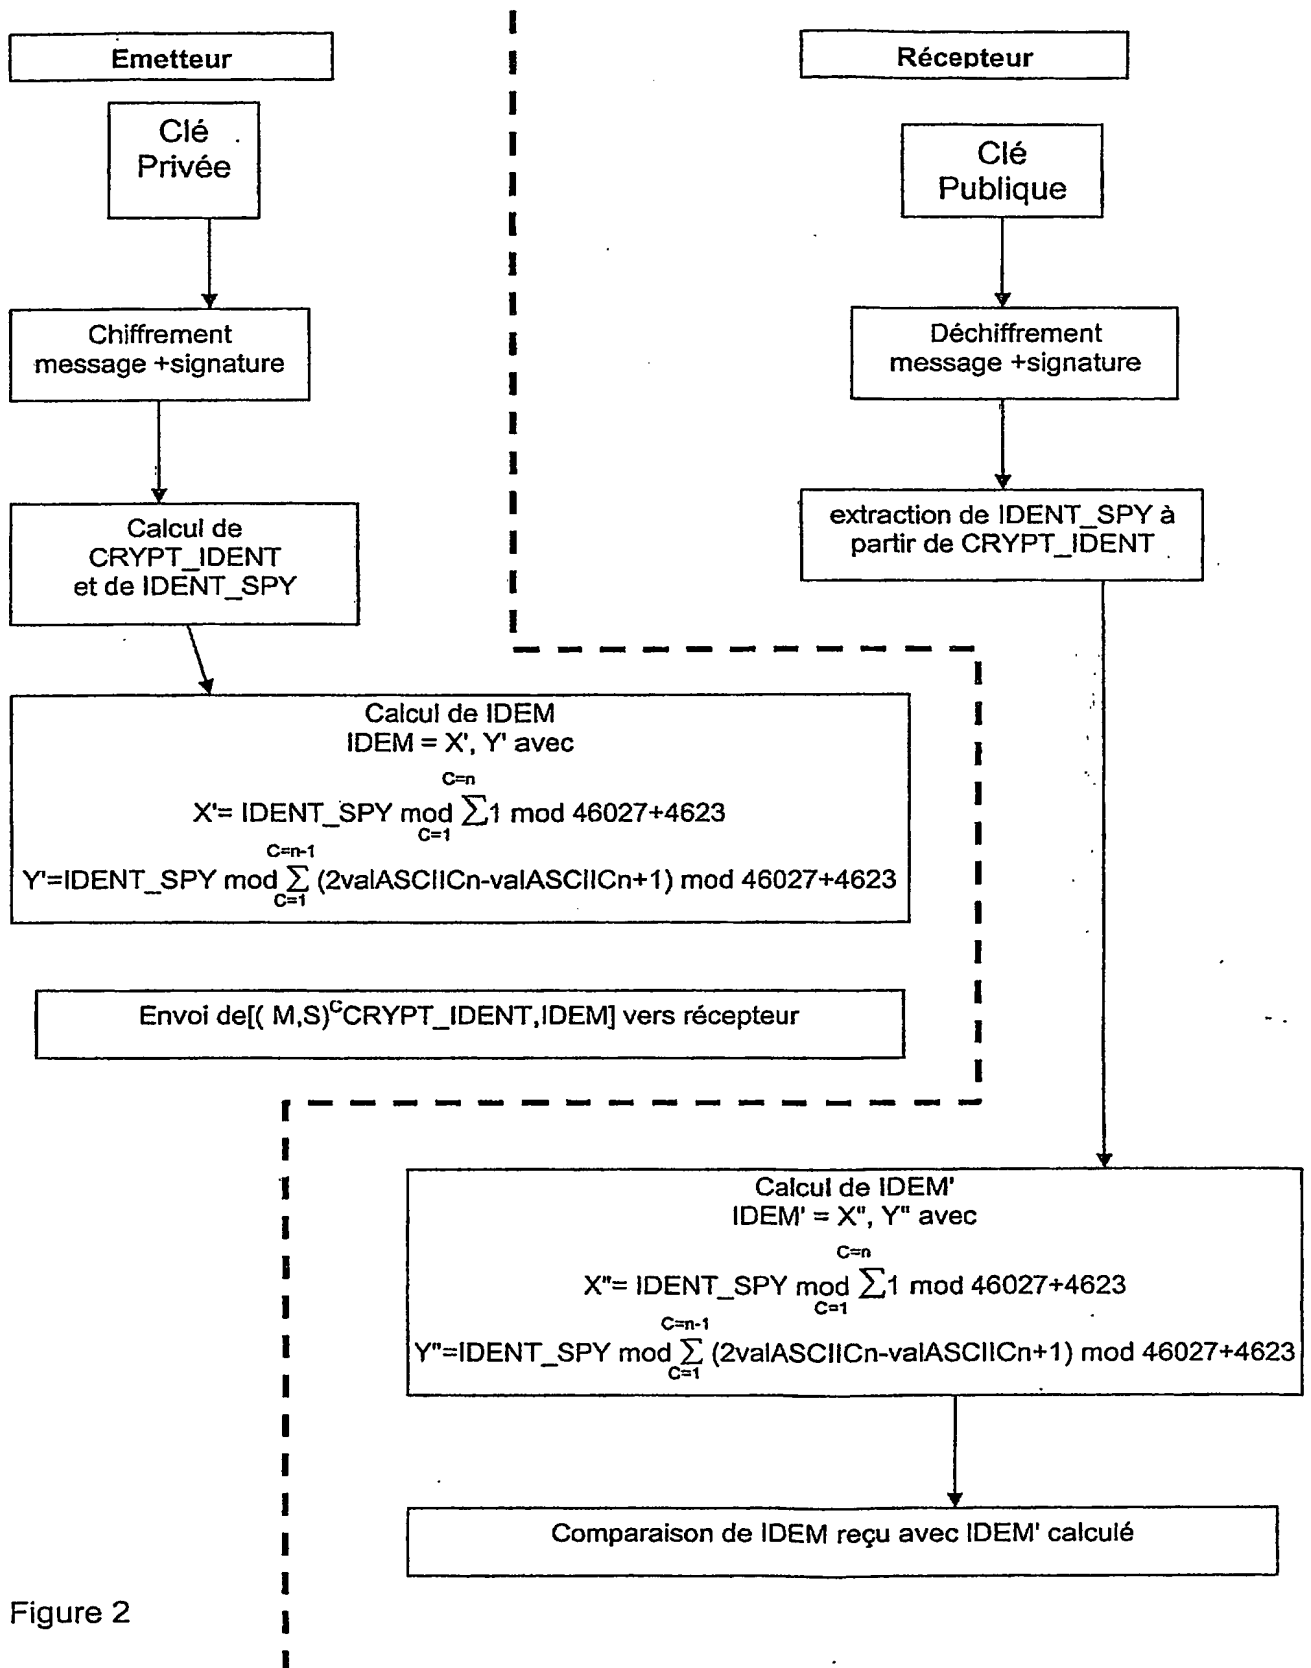 Emetteur
Clé
Privée
Chiffrement
message +signature
Calcul de
CRYPT_IDENT
et de IDENT_SPY
Calcul de IDEM
IDEM = X', Y' avec
C=n
X'= IDENT_SPY mod ∑1 mod 46027+4623
C=1
C=n-1
Y'=IDENT_SPY mod ∑ (2valASCIICn-valASCIICn+1) mod 46027+4623
C=1
Envoi de[( M,S)ᶜCRYPT_IDENT,IDEM] vers récepteur
Récepteur
Clé
Publique
Déchiffrement
message +signature
extraction de IDENT_SPY à
partir de CRYPT_IDENT
Calcul de IDEM'
IDEM' = X", Y" avec
C=n
X"= IDENT_SPY mod ∑1 mod 46027+4623
C=1
C=n-1
Y"=IDENT_SPY mod ∑ (2valASCIICn-valASCIICn+1) mod 46027+4623
C=1
Comparaison de IDEM reçu avec IDEM' calculé
Figure 2